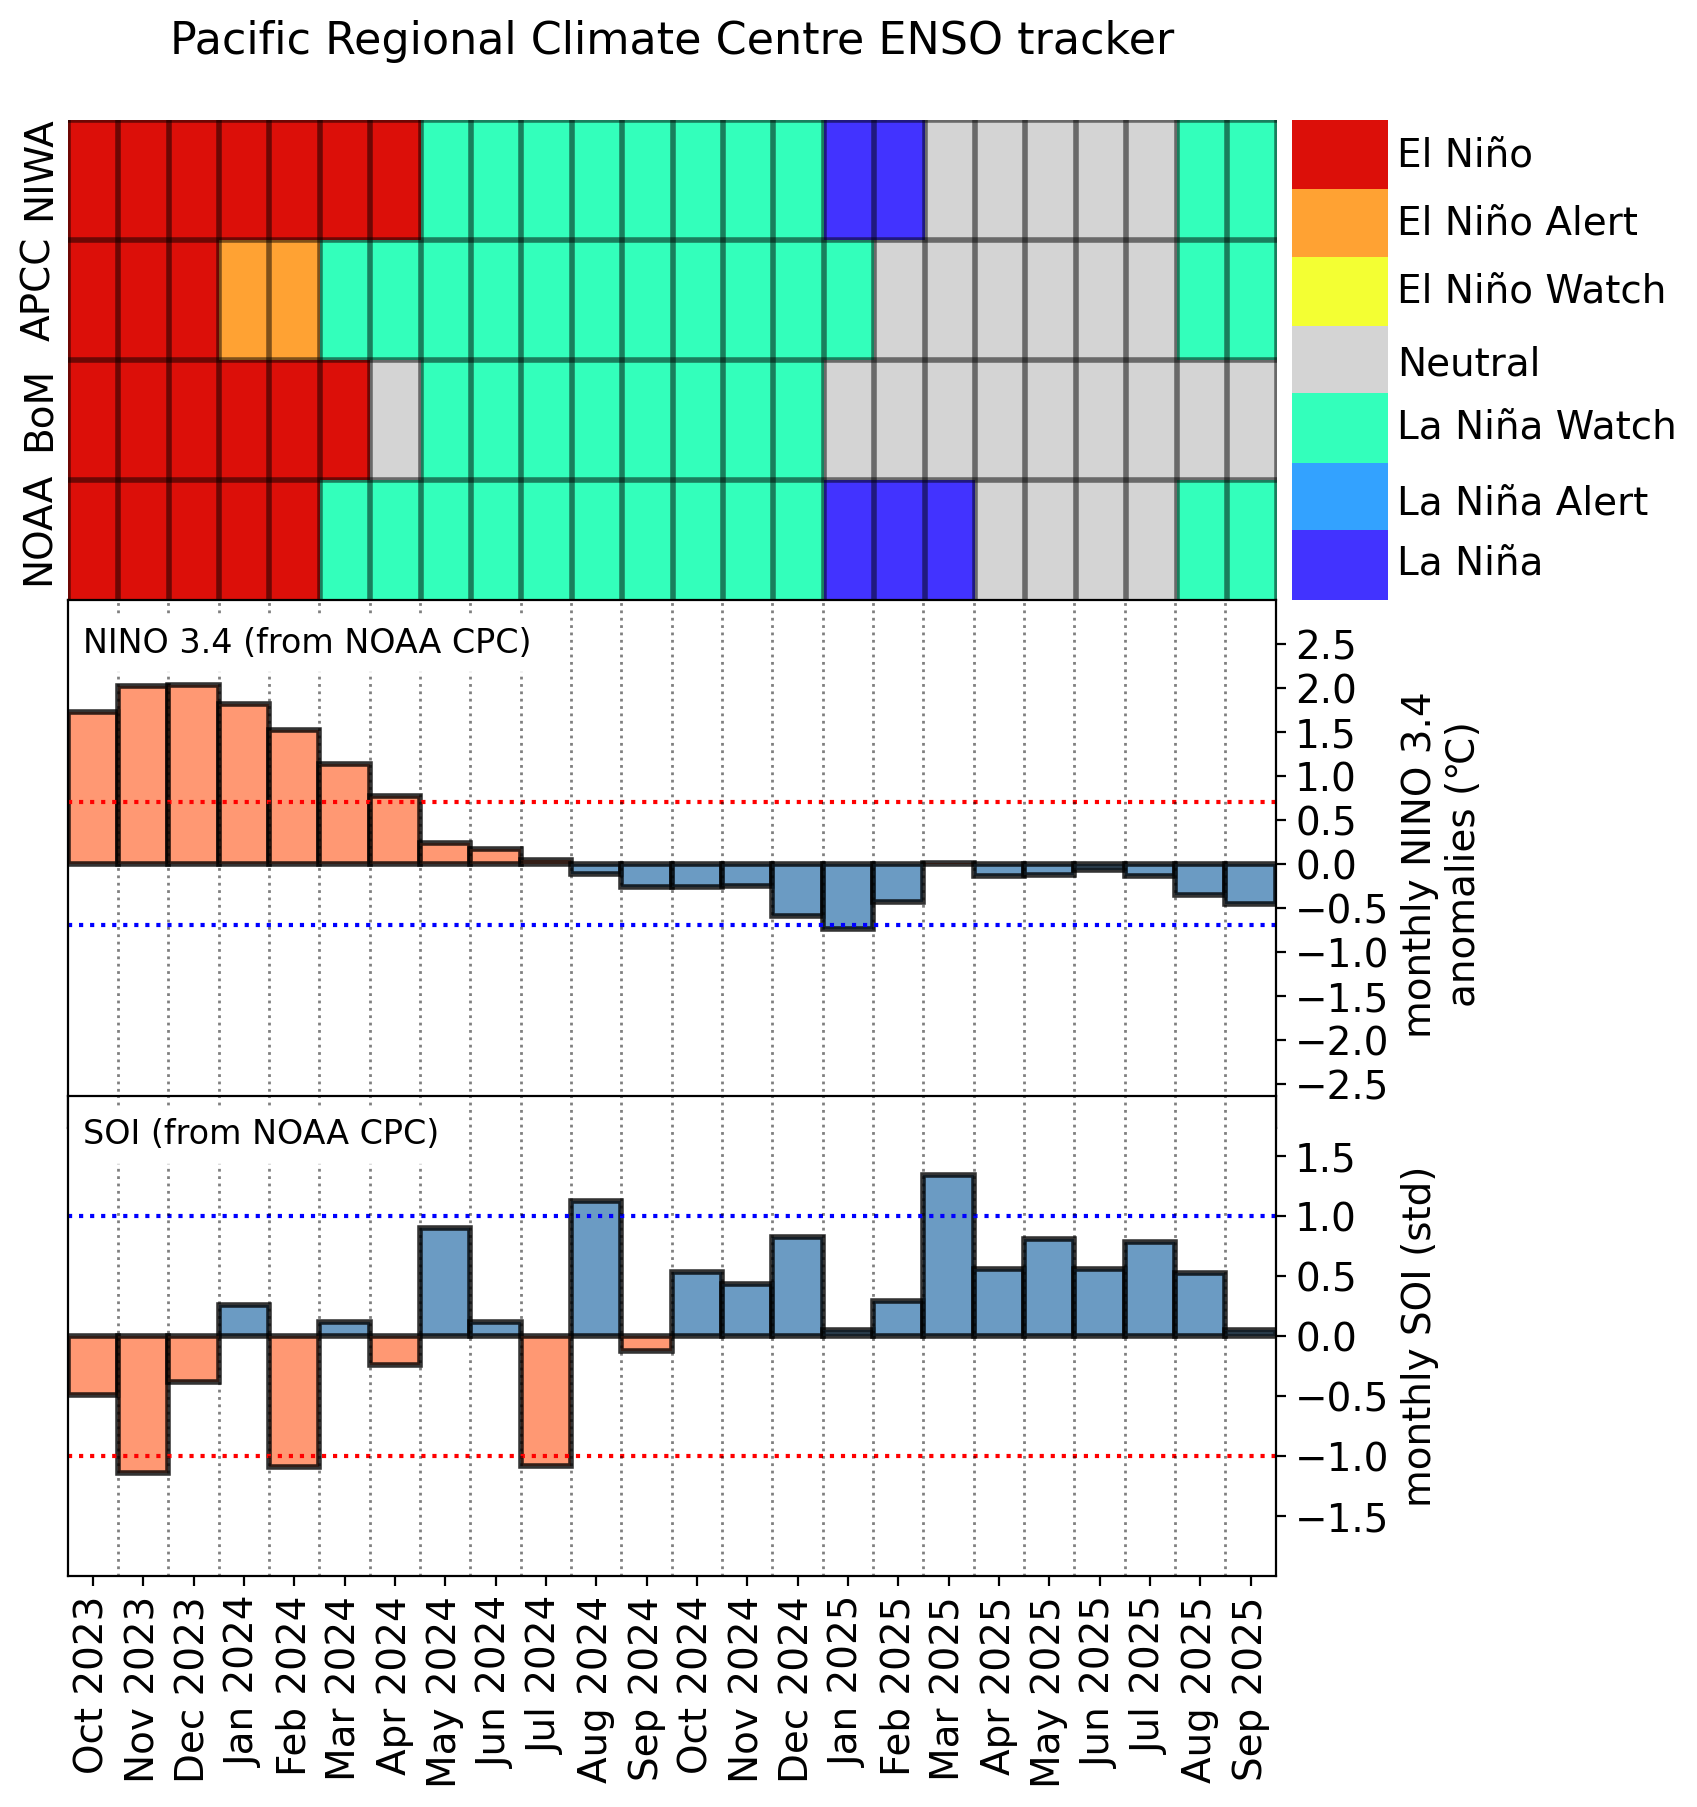 Pacific Regional Climate Centre ENSO tracker
NIWA
APCC
BoM
NOAA
El Niño
El Niño Alert
El Niño Watch
Neutral
La Niña Watch
La Niña Alert
La Niña
NINO 3.4 (from NOAA CPC)
2.5
2.0
1.5
1.0
0.5
0.0
−0.5
−1.0
−1.5
−2.0
−2.5
monthly NINO 3.4
anomalies (°C)
SOI (from NOAA CPC)
1.5
1.0
0.5
0.0
−0.5
−1.0
−1.5
monthly SOI (std)
Oct 2023
Nov 2023
Dec 2023
Jan 2024
Feb 2024
Mar 2024
Apr 2024
May 2024
Jun 2024
Jul 2024
Aug 2024
Sep 2024
Oct 2024
Nov 2024
Dec 2024
Jan 2025
Feb 2025
Mar 2025
Apr 2025
May 2025
Jun 2025
Jul 2025
Aug 2025
Sep 2025